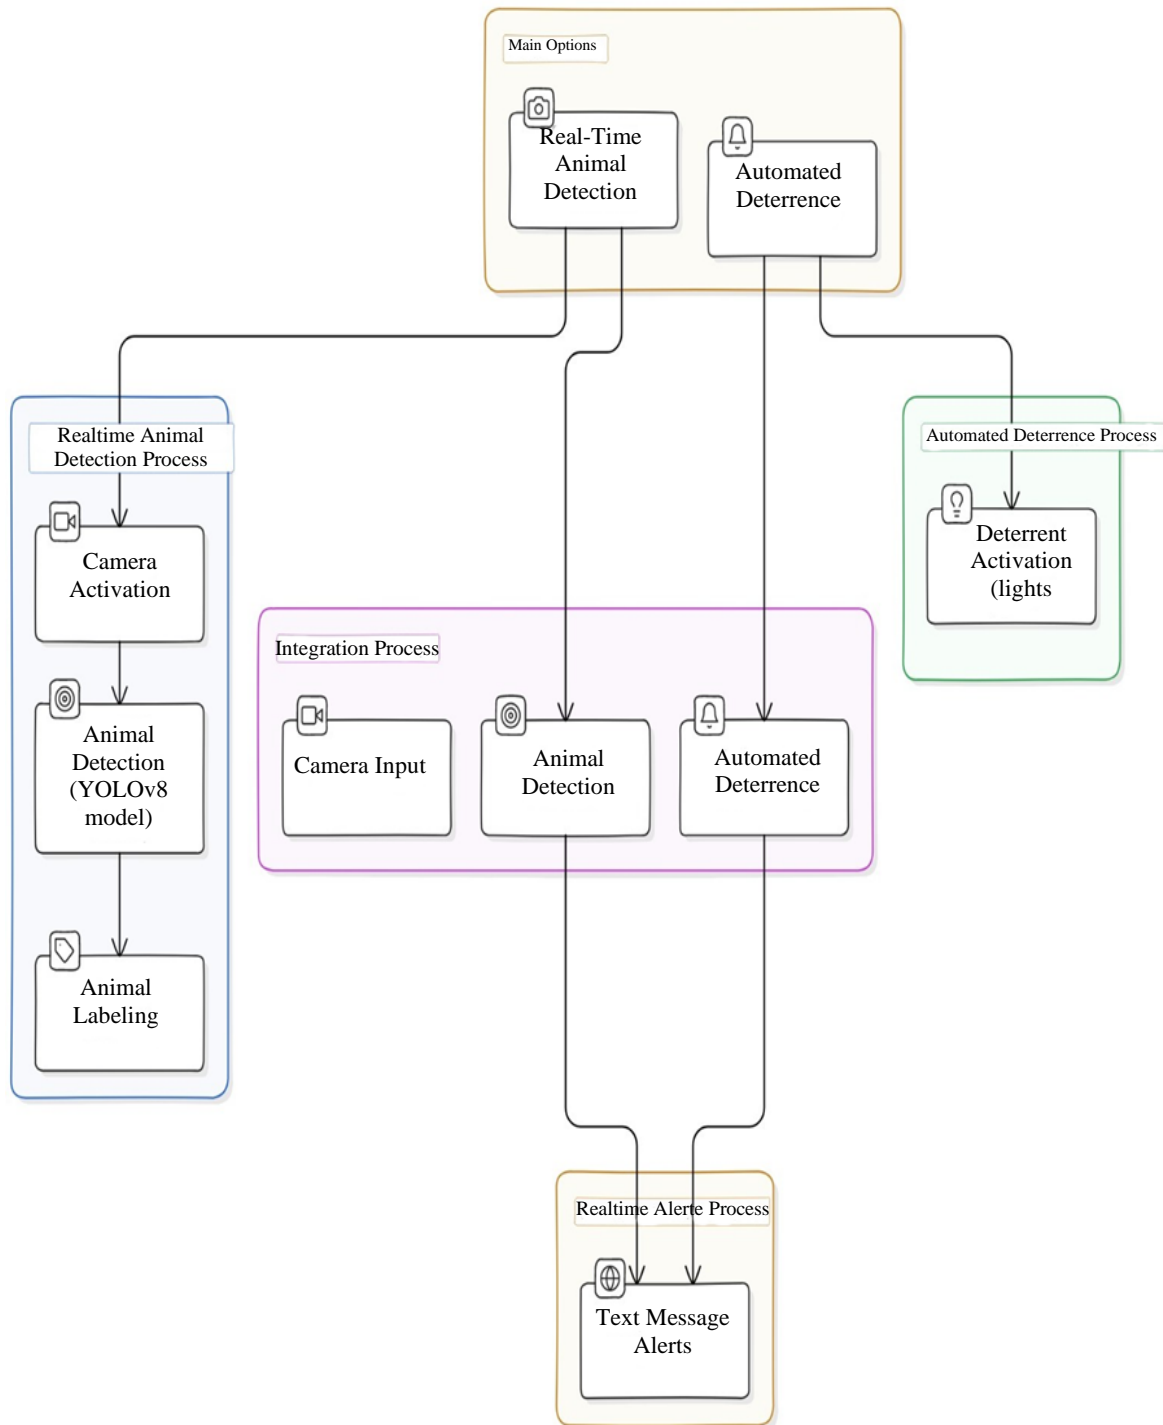 Main Options
Real-Time
Animal
Detection
Automated
Deterrence
Realtime Animal
Detection Process
Camera
Activation
Animal
Detection
(YOLOv8
model)
Animal
Labeling
Integration Process
Camera Input
Animal
Detection
Automated
Deterrence
Automated Deterrence Process
Deterrent
Activation
(lights
Realtime Alerte Process
Text Message
Alerts